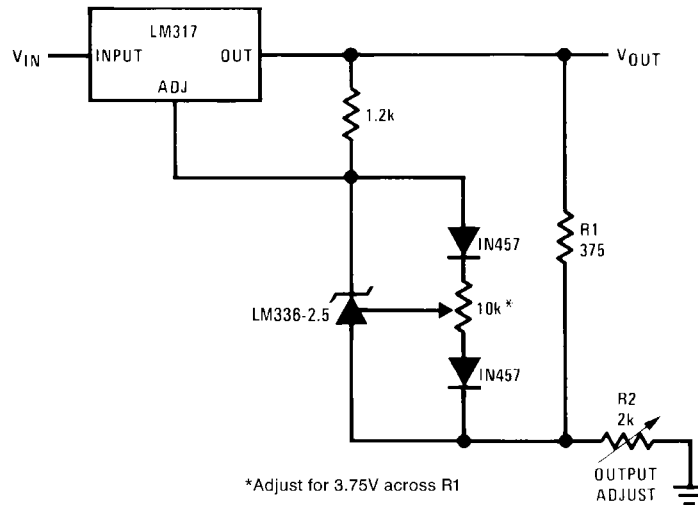 LM317
V_IN
INPUT
OUT
V_OUT
ADJ
1.2k
R1
375
IN457
LM336-2.5
10k*
IN457
R2
2k
OUTPUT
ADJUST
*Adjust for 3.75V across R1